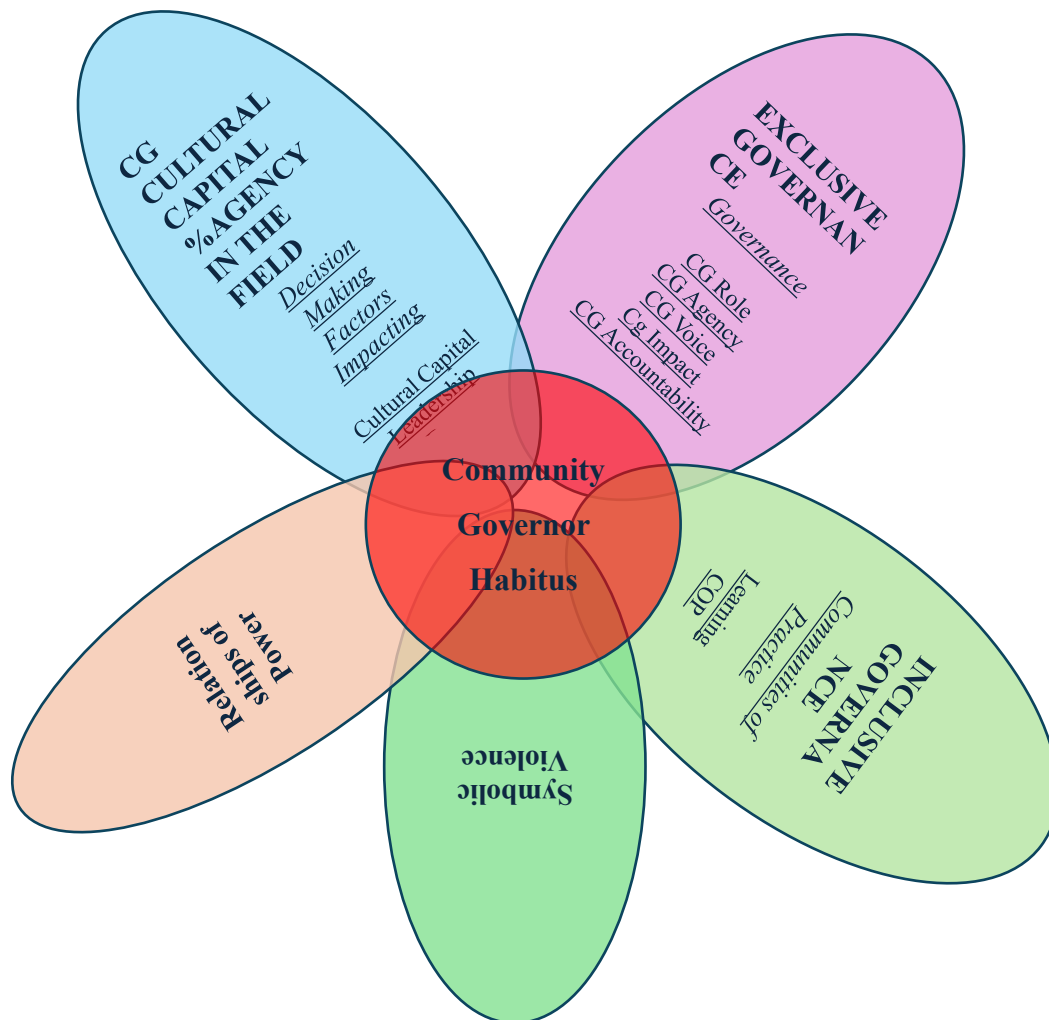 CG
CULTURAL
CAPITAL
%AGENCY
IN THE
FIELD
Decision
Making
Factors
Impacting
Cultural Capital
Leadership
EXCLUSIVE
GOVERNAN
CE
Governance
CG Role
CG Agency
CG Voice
Cg Impact
CG Accountability
Community
Governor
Habitus
INCLUSIVE
GOVERNA
NCE
Communities of
Practice
Learning
COP
Symbolic
Violence
Relation
ships of
Power